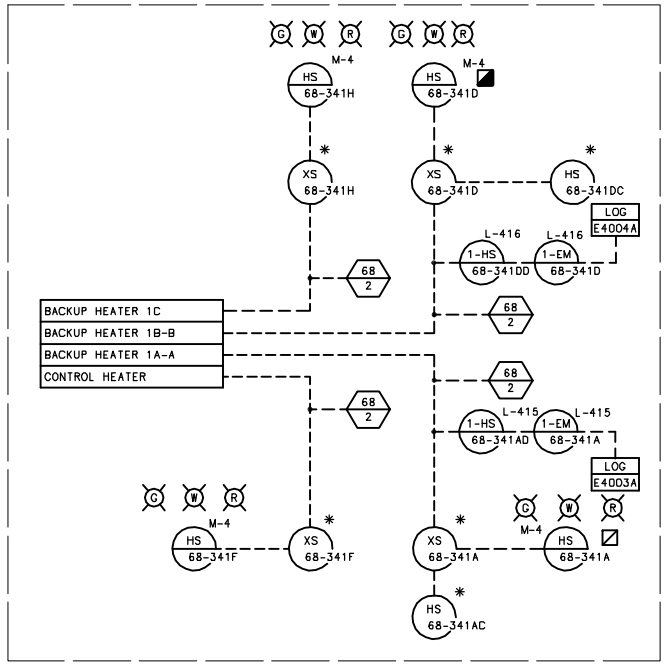 G W R G W R
M-4 M-4
HS HS
68-341H 68-341D
* * *
XS XS HS
68-341H 68-341D 68-341DC
LOG
E4004A
L-416 L-416
1-HS 1-EM
68-341DD 68-341D
68
2
68
2
BACKUP HEATER 1C
BACKUP HEATER 1B-B
BACKUP HEATER 1A-A
CONTROL HEATER
68
2
68
2
L-415 L-415
1-HS 1-EM
68-341AD 68-341A
LOG
E4003A
G W R
G W R
M-4 * * M-4
HS XS XS HS
68-341F 68-341F 68-341A 68-341A
*
HS
68-341AC